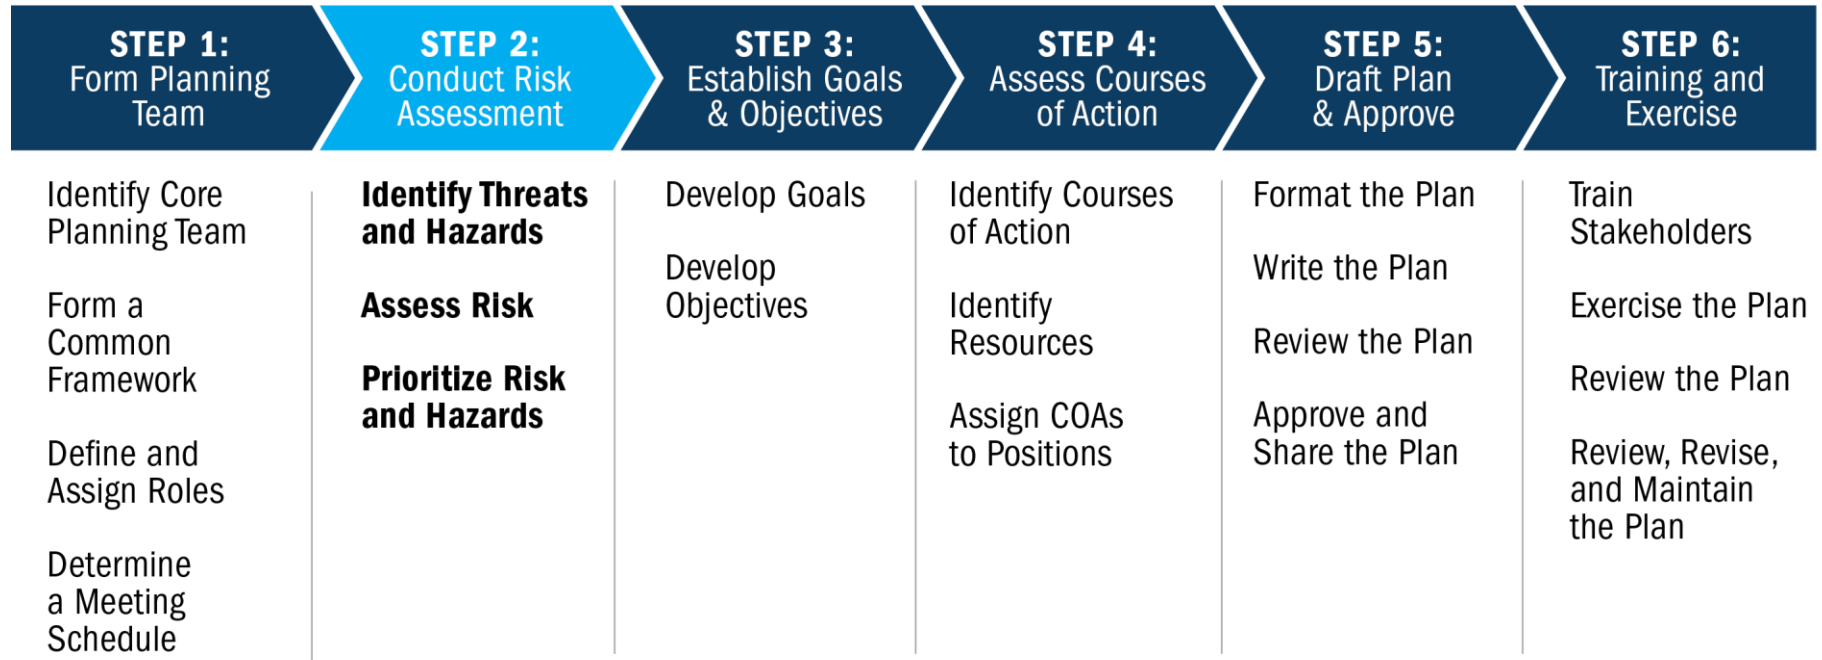 STEP 1:
Form Planning
Team
STEP 2:
Conduct Risk
Assessment
STEP 3:
Establish Goals
& Objectives
STEP 4:
Assess Courses
of Action
STEP 5:
Draft Plan
& Approve
STEP 6:
Training and
Exercise
Identify Core
Planning Team
Form a
Common
Framework
Define and
Assign Roles
Determine
a Meeting
Schedule
Identify Threats
and Hazards
Assess Risk
Prioritize Risk
and Hazards
Develop Goals
Develop
Objectives
Identify Courses
of Action
Identify
Resources
Assign COAs
to Positions
Format the Plan
Write the Plan
Review the Plan
Approve and
Share the Plan
Train
Stakeholders
Exercise the Plan
Review the Plan
Review, Revise,
and Maintain
the Plan